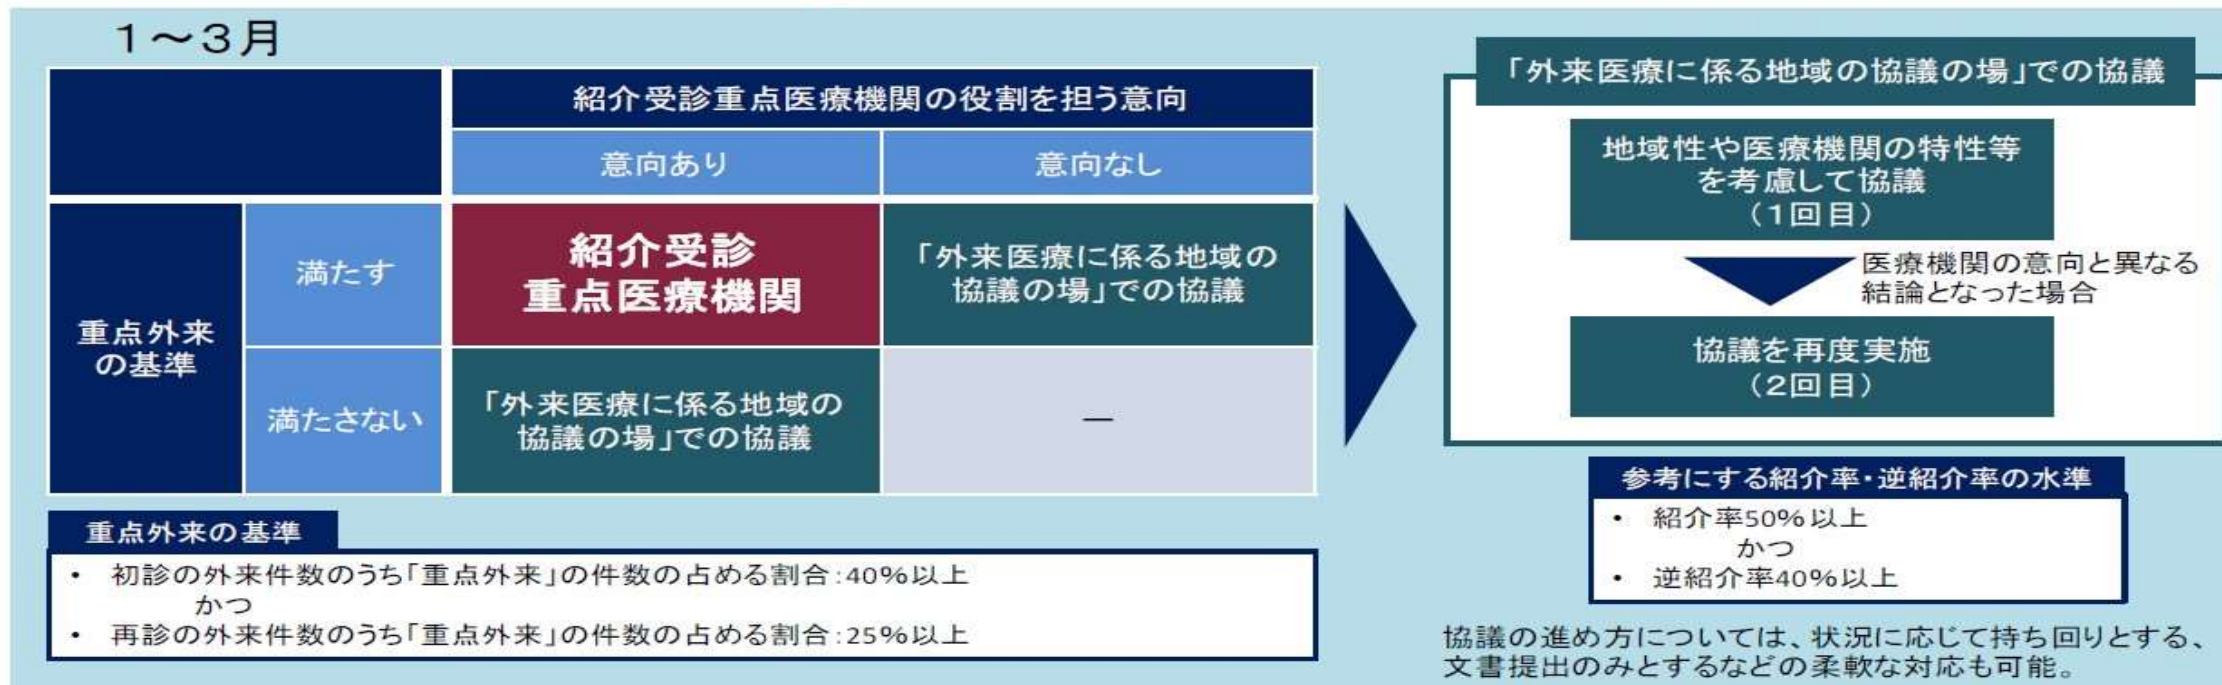 1～3月
紹介受診重点医療機関の役割を担う意向
意向あり
意向なし
重点外来
の基準
満たす
紹介受診
重点医療機関
「外来医療に係る地域の
協議の場」での協議
満たさない
「外来医療に係る地域の
協議の場」での協議
―
重点外来の基準
・ 初診の外来件数のうち「重点外来」の件数の占める割合：40%以上
かつ
・ 再診の外来件数のうち「重点外来」の件数の占める割合：25%以上
「外来医療に係る地域の協議の場」での協議
地域性や医療機関の特性等
を考慮して協議
（1回目）
医療機関の意向と異なる
結論となった場合
協議を再度実施
（2回目）
参考にする紹介率・逆紹介率の水準
・ 紹介率50%以上
かつ
・ 逆紹介率40%以上
協議の進め方については、状況に応じて持ち回りとする、
文書提出のみとするなどの柔軟な対応も可能。